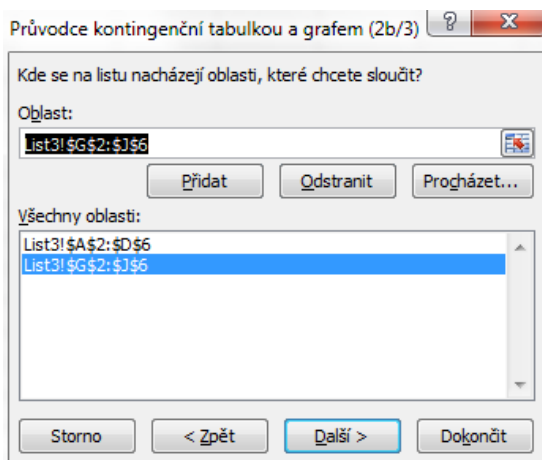 Průvodce kontingenční tabulkou a grafem (2b/3)
Kde se na listu nacházejí oblasti, které chcete sloučit?
Oblast:
List3!$G$2:$J$6
Přidat Odstranit Procházet...
Všechny oblasti:
List3!$A$2:$D$6
List3!$G$2:$J$6
Storno < Zpět Další > Dokončit